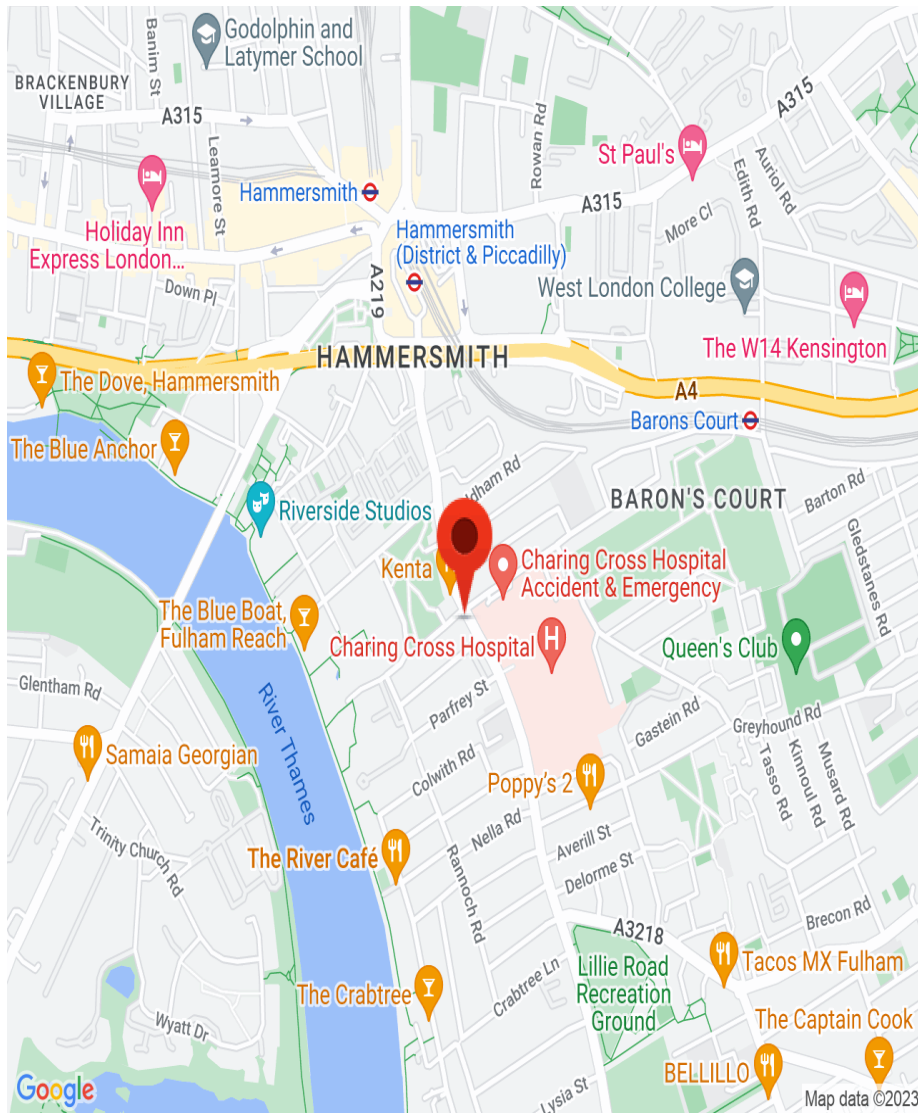 Godolphin and
Latymer School
Banim St
BRACKENBURY
VILLAGE
A315
A315
Leamore St
Rowan Rd
St Paul's
Auriol Rd
Edith Rd
Hammersmith
A315
More Cl
Holiday Inn
Express London...
Hammersmith
(District & Piccadilly)
A219
Down Pl
West London College
The W14 Kensington
HAMMERSMITH
The Dove, Hammersmith
A4
Barons Court
The Blue Anchor
BARON'S COURT
Barton Rd
Riverside Studios
Gledstanes Rd
Kenta
Charing Cross Hospital
Accident & Emergency
The Blue Boat,
Fulham Reach
Charing Cross Hospital
Queen's Club
Glentham Rd
River Thames
Parfrey St
Gastein Rd
Greyhound Rd
Samaia Georgian
Colwith Rd
Poppy's 2
Tasso Rd
Kinnoul Rd
Musard Rd
Trinity Church Rd
Nella Rd
Averill St
The River Café
Rannoch Rd
Delorme St
Brecon Rd
A3218
Crabtree Ln
Lillie Road
Recreation
Ground
Tacos MX Fulham
The Crabtree
Wyatt Dr
The Captain Cook
BELLILLO
Lysia St
Google
Map data ©2023